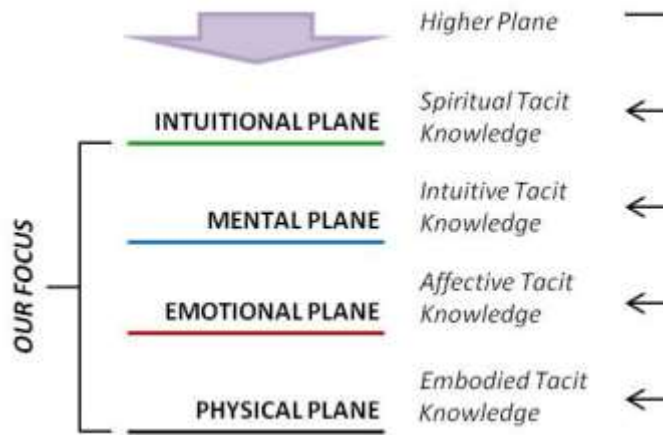 Higher Plane
Spiritual Tacit
Knowledge
INTUITIONAL PLANE
Intuitive Tacit
Knowledge
MENTAL PLANE
Affective Tacit
Knowledge
EMOTIONAL PLANE
Embodied Tacit
Knowledge
PHYSICAL PLANE
OUR FOCUS